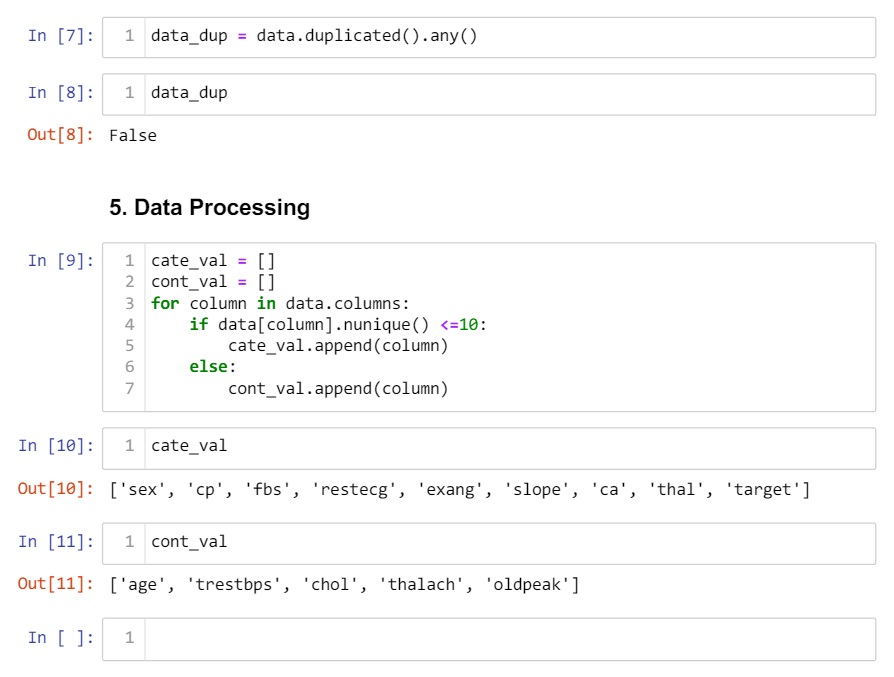 In [7]: 1 data_dup = data.duplicated().any()
In [8]: 1 data_dup
Out[8]: False
5. Data Processing
In [9]: 1 cate_val = []
2 cont_val = []
3 for column in data.columns:
4     if data[column].nunique() <=10:
5         cate_val.append(column)
6     else:
7         cont_val.append(column)
In [10]: 1 cate_val
Out[10]: ['sex', 'cp', 'fbs', 'restecg', 'exang', 'slope', 'ca', 'thal', 'target']
In [11]: 1 cont_val
Out[11]: ['age', 'trestbps', 'chol', 'thalach', 'oldpeak']
In [ ]: 1